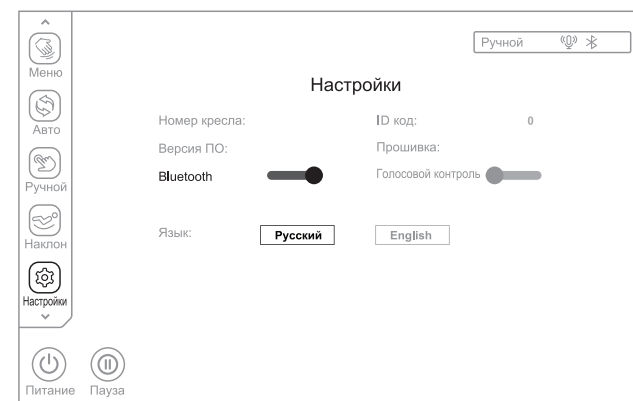 Ручной
Меню
Настройки
Авто
Номер кресла:
ID код: 0
Версия ПО:
Прошивка:
Ручной
Bluetooth
Голосовой контроль
Наклон
Язык:
Русский
English
Настройки
Питание
Пауза